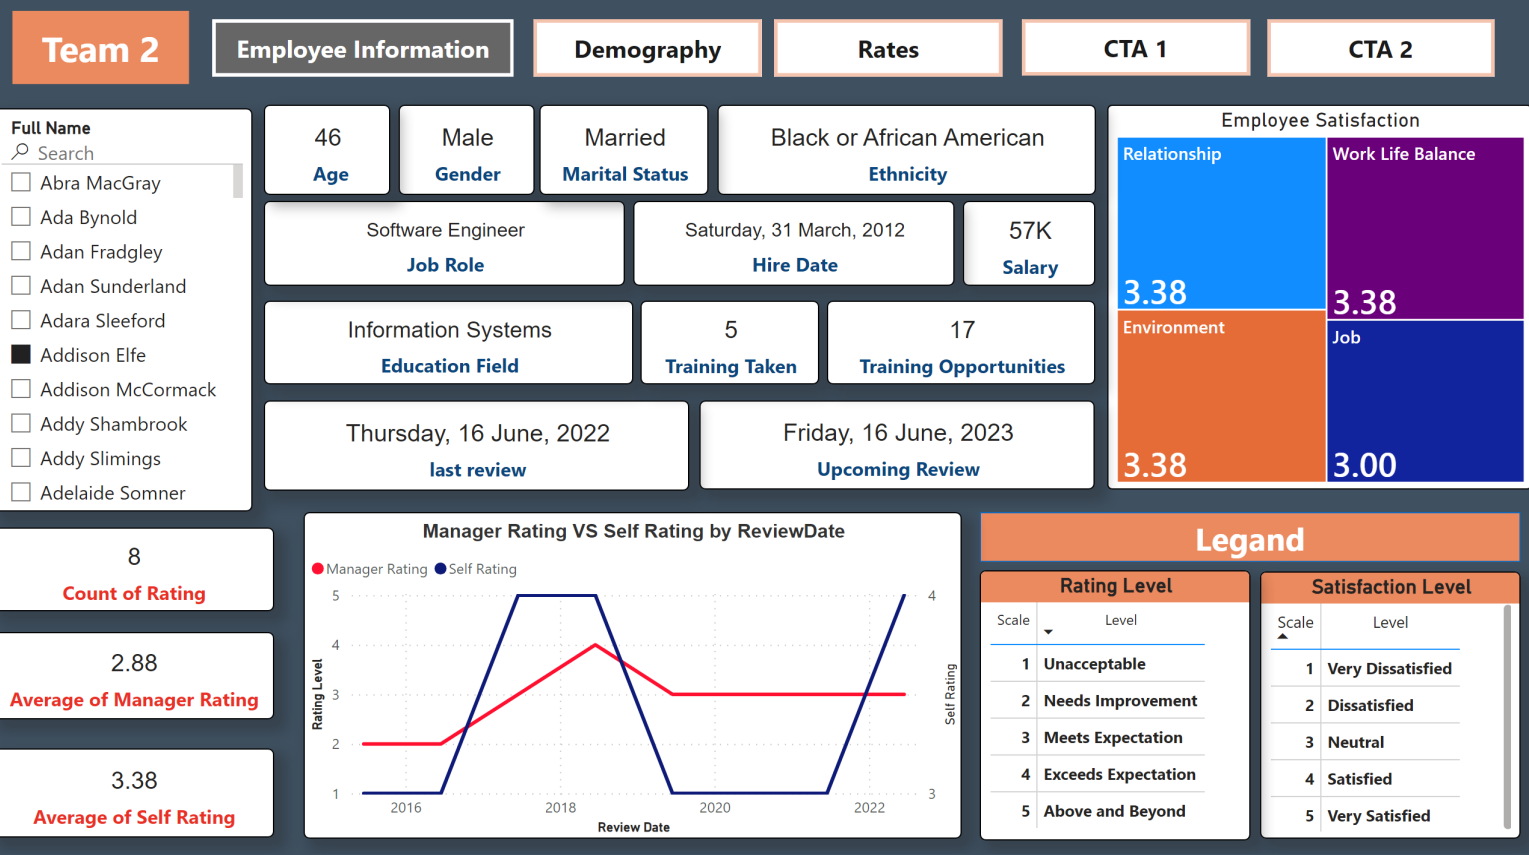 Team 2
Employee Information
Demography
Rates
CTA 1
CTA 2
Full Name
Search
Abra MacGray
Ada Bynold
Adan Fradgley
Adan Sunderland
Adara Sleeford
Addison Elfe
Addison McCormack
Addy Shambrook
Addy Slimings
Adelaide Somner
46
Age
Male
Gender
Married
Marital Status
Black or African American
Ethnicity
Software Engineer
Job Role
Saturday, 31 March, 2012
Hire Date
57K
Salary
Information Systems
Education Field
5
Training Taken
17
Training Opportunities
Thursday, 16 June, 2022
last review
Friday, 16 June, 2023
Upcoming Review
Employee Satisfaction
Relationship
3.38
Work Life Balance
3.38
Environment
3.38
Job
3.00
8
Count of Rating
2.88
Average of Manager Rating
3.38
Average of Self Rating
Manager Rating VS Self Rating by ReviewDate
Manager Rating Self Rating
5
4
3
2
1
Rating Level
4
3
Self Rating
2016 2018 2020 2022
Review Date
Legand
Rating Level
Scale Level
1 Unacceptable
2 Needs Improvement
3 Meets Expectation
4 Exceeds Expectation
5 Above and Beyond
Satisfaction Level
Scale Level
1 Very Dissatisfied
2 Dissatisfied
3 Neutral
4 Satisfied
5 Very Satisfied